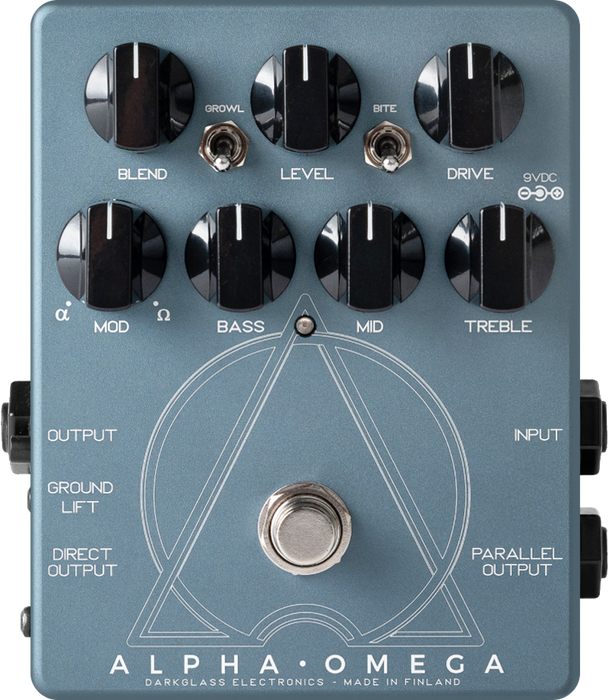 GROWL
BITE
BLEND
LEVEL
DRIVE
9VDC
α
Ω
MOD
BASS
MID
TREBLE
OUTPUT
INPUT
GROUND
LIFT
DIRECT
OUTPUT
PARALLEL
OUTPUT
ALPHA·OMEGA
DARKGLASS ELECTRONICS - MADE IN FINLAND